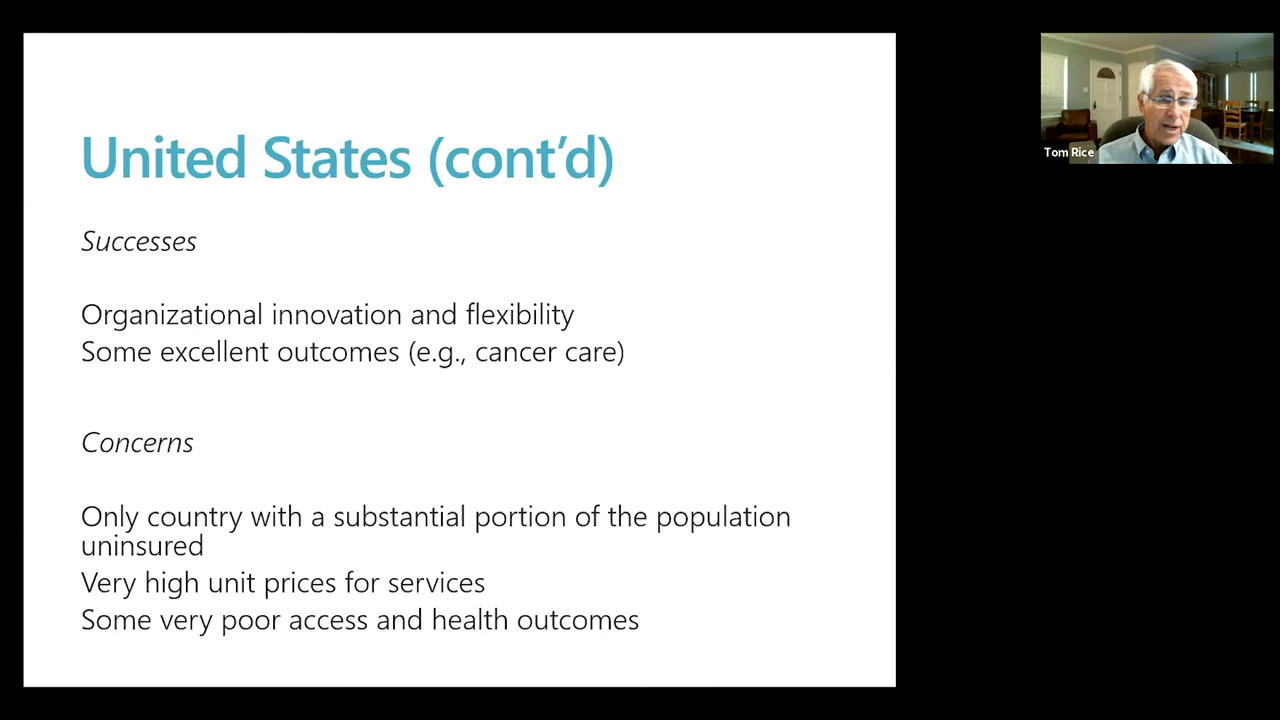 United States (cont’d)
Successes
Organizational innovation and flexibility
Some excellent outcomes (e.g., cancer care)
Concerns
Only country with a substantial portion of the population
uninsured
Very high unit prices for services
Some very poor access and health outcomes
Tom Rice